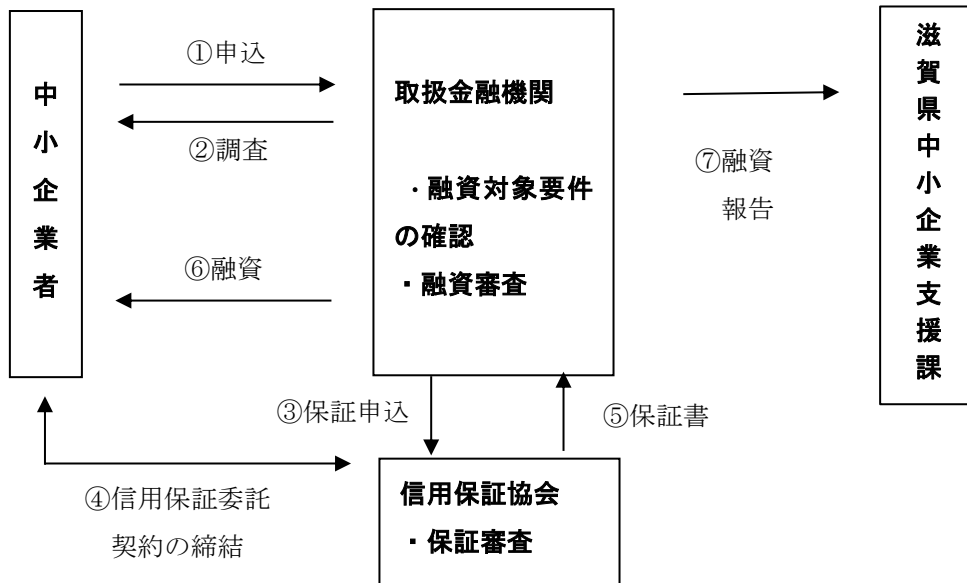 中小企業者
①申込
②調査
⑥融資
取扱金融機関
・融資対象要件
の確認
・融資審査
⑦融資
報告
滋賀県中小企業支援課
③保証申込
⑤保証書
④信用保証委託
契約の締結
信用保証協会
・保証審査